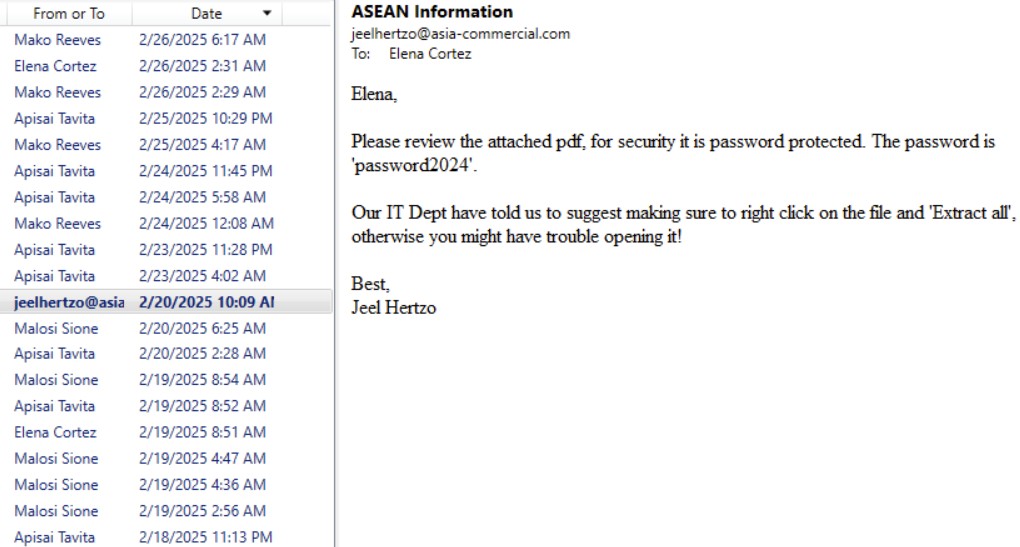 From or To Date
Mako Reeves 2/26/2025 6:17 AM
Elena Cortez 2/26/2025 2:31 AM
Mako Reeves 2/26/2025 2:29 AM
Apisai Tavita 2/25/2025 10:29 PM
Mako Reeves 2/25/2025 4:17 AM
Apisai Tavita 2/24/2025 11:45 PM
Apisai Tavita 2/24/2025 5:58 AM
Mako Reeves 2/24/2025 12:08 AM
Apisai Tavita 2/23/2025 11:28 PM
Apisai Tavita 2/23/2025 4:02 AM
jeelhertzo@asia 2/20/2025 10:09 AM
Malosi Sione 2/20/2025 6:25 AM
Apisai Tavita 2/20/2025 2:28 AM
Malosi Sione 2/19/2025 8:54 AM
Apisai Tavita 2/19/2025 8:52 AM
Elena Cortez 2/19/2025 8:51 AM
Malosi Sione 2/19/2025 4:47 AM
Malosi Sione 2/19/2025 4:36 AM
Malosi Sione 2/19/2025 2:56 AM
Apisai Tavita 2/18/2025 11:13 PM
ASEAN Information
jeelhertzo@asia-commercial.com
To: Elena Cortez
Elena,
Please review the attached pdf, for security it is password protected. The password is
'password2024'.
Our IT Dept have told us to suggest making sure to right click on the file and 'Extract all',
otherwise you might have trouble opening it!
Best,
Jeel Hertzo